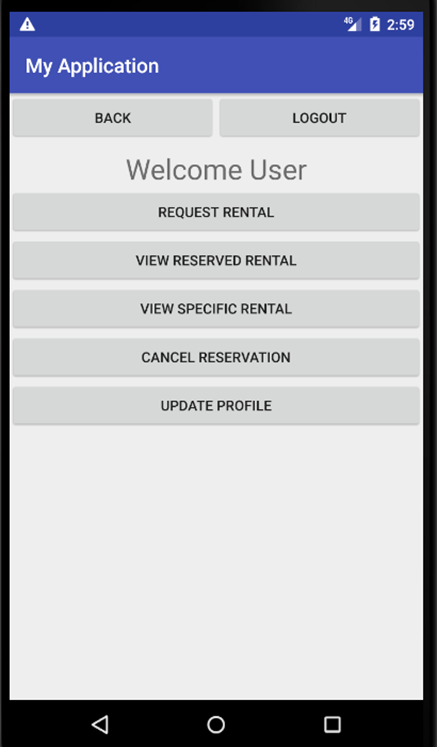 4G 2:59
My Application
BACK LOGOUT
Welcome User
REQUEST RENTAL
VIEW RESERVED RENTAL
VIEW SPECIFIC RENTAL
CANCEL RESERVATION
UPDATE PROFILE